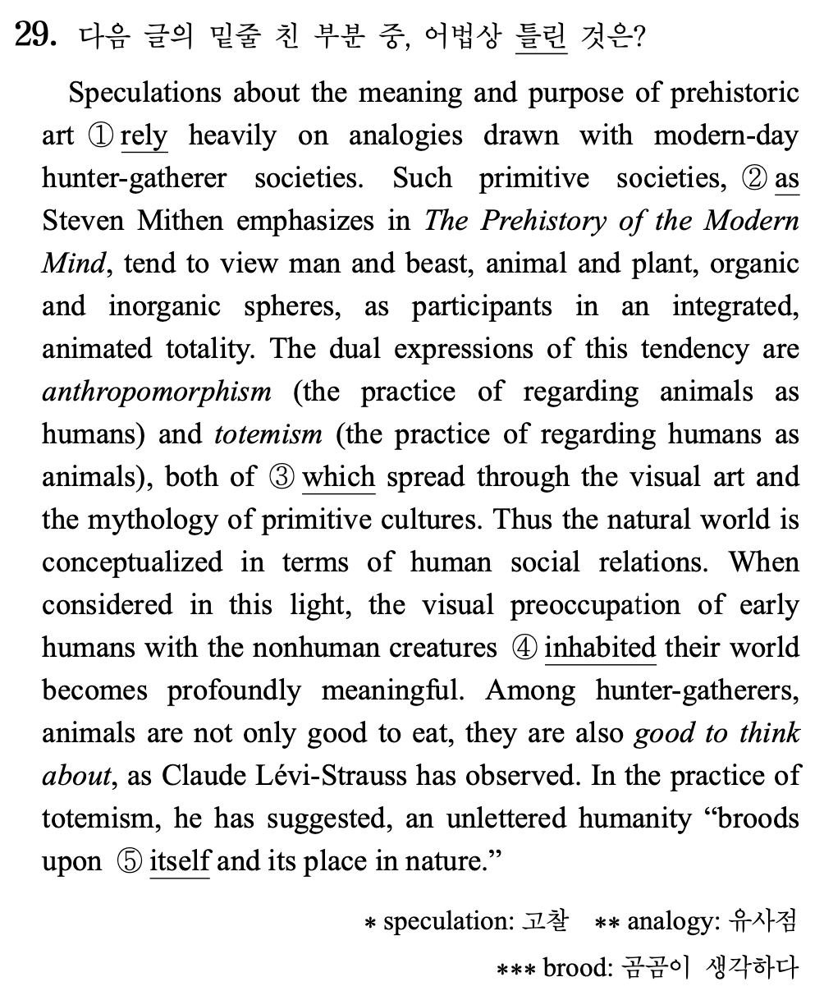 29. 다음 글의 밑줄 친 부분 중, 어법상 틀린 것은?
Speculations about the meaning and purpose of prehistoric
art ① rely heavily on analogies drawn with modern-day
hunter-gatherer societies. Such primitive societies, ② as
Steven Mithen emphasizes in The Prehistory of the Modern
Mind, tend to view man and beast, animal and plant, organic
and inorganic spheres, as participants in an integrated,
animated totality. The dual expressions of this tendency are
anthropomorphism (the practice of regarding animals as
humans) and totemism (the practice of regarding humans as
animals), both of ③ which spread through the visual art and
the mythology of primitive cultures. Thus the natural world is
conceptualized in terms of human social relations. When
considered in this light, the visual preoccupation of early
humans with the nonhuman creatures ④ inhabited their world
becomes profoundly meaningful. Among hunter-gatherers,
animals are not only good to eat, they are also good to think
about, as Claude Lévi-Strauss has observed. In the practice of
totemism, he has suggested, an unlettered humanity “broods
upon ⑤ itself and its place in nature.”
* speculation: 고찰 ** analogy: 유사점
*** brood: 곰곰이 생각하다